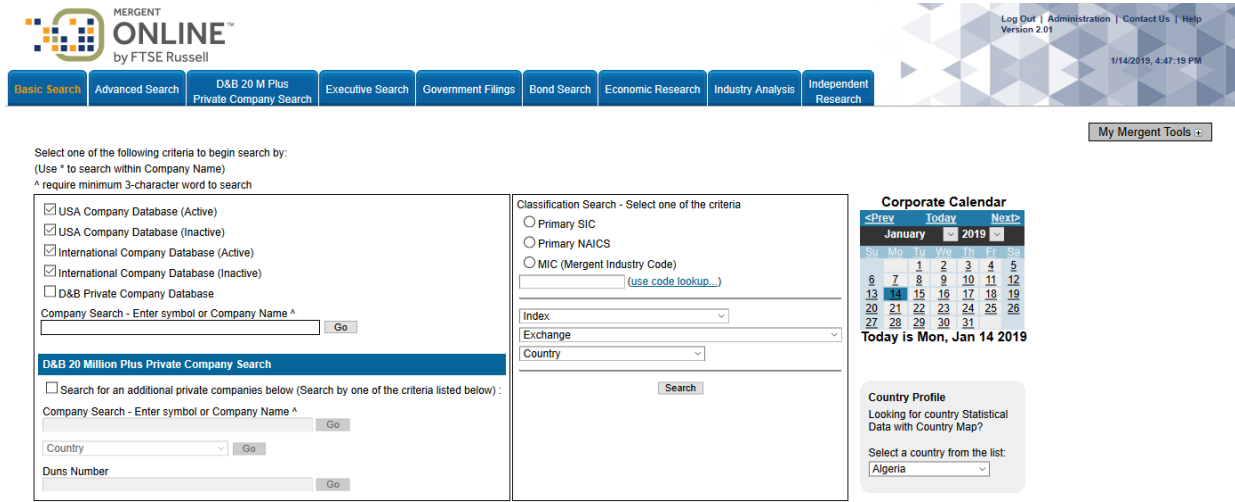 MERGENT
ONLINE™
by FTSE Russell
Log Out | Administration | Contact Us | Help
Version 2.01
1/14/2019, 4:47:19 PM
Basic Search
Advanced Search
D&B 20 M Plus
Private Company Search
Executive Search
Government Filings
Bond Search
Economic Research
Industry Analysis
Independent
Research
My Mergent Tools
Select one of the following criteria to begin search by:
(Use * to search within Company Name)
^ require minimum 3-character word to search
USA Company Database (Active)
USA Company Database (Inactive)
International Company Database (Active)
International Company Database (Inactive)
D&B Private Company Database
Company Search - Enter symbol or Company Name ^
Go
D&B 20 Million Plus Private Company Search
Search for an additional private companies below (Search by one of the criteria listed below) :
Company Search - Enter symbol or Company Name ^
Go
Country
Go
Duns Number
Go
Classification Search - Select one of the criteria
Primary SIC
Primary NAICS
MIC (Mergent Industry Code)
(use code lookup...)
Index
Exchange
Country
Search
Corporate Calendar
<Prev Today Next>
January 2019
Su Mo Tu We Th Fr Sa
1 2 3 4 5
6 7 8 9 10 11 12
13 14 15 16 17 18 19
20 21 22 23 24 25 26
27 28 29 30 31
Today is Mon, Jan 14 2019
Country Profile
Looking for country Statistical
Data with Country Map?
Select a country from the list:
Algeria